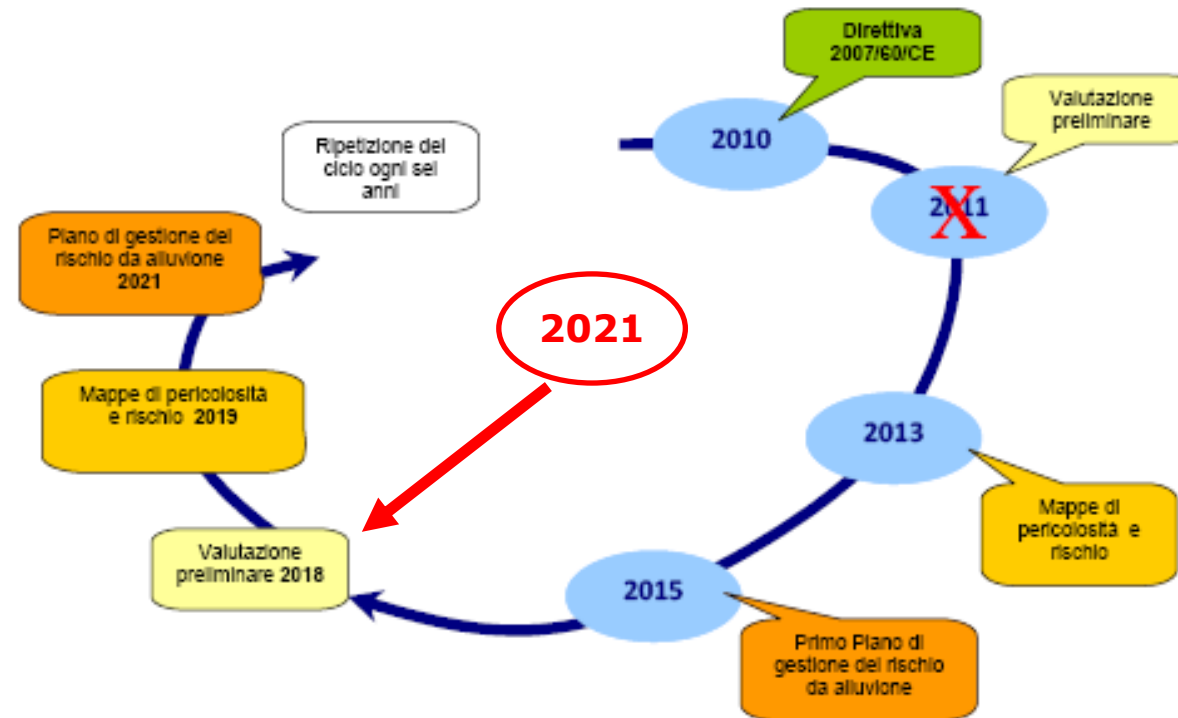 Direttiva
2007/60/CE
2010
Valutazione
preliminare
2011
X
Ripetizione del
ciclo ogni sei
anni
Piano di gestione del
rischio da alluvione
2021
2021
Mappe di pericolosità
e rischio 2019
2013
Mappe di
pericolosità e
rischio
Valutazione
preliminare 2018
2015
Primo Piano di
gestione del rischio
da alluvione